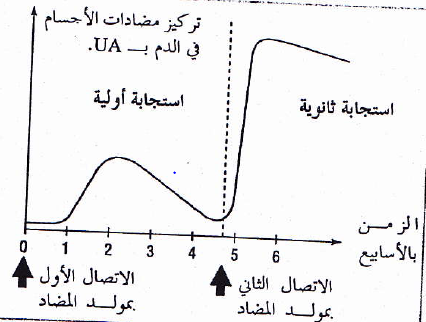 تركيز مضادات الأجسام
في الدم بـ UA.
استجابة أولية
استجابة ثانوية
الزمن
بالأسابيع
0 1 2 3 4 5 6
الاتصال الأول
بمولد المضاد
الاتصال الثاني
بمولد المضاد